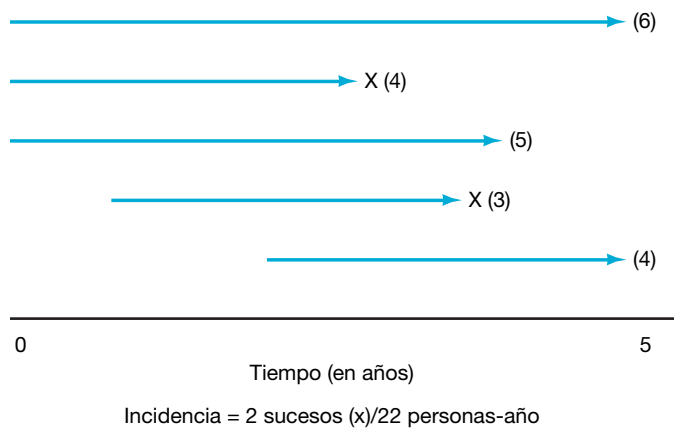 (6)
X (4)
(5)
X (3)
(4)
0 5
Tiempo (en años)
Incidencia = 2 sucesos (x)/22 personas-año